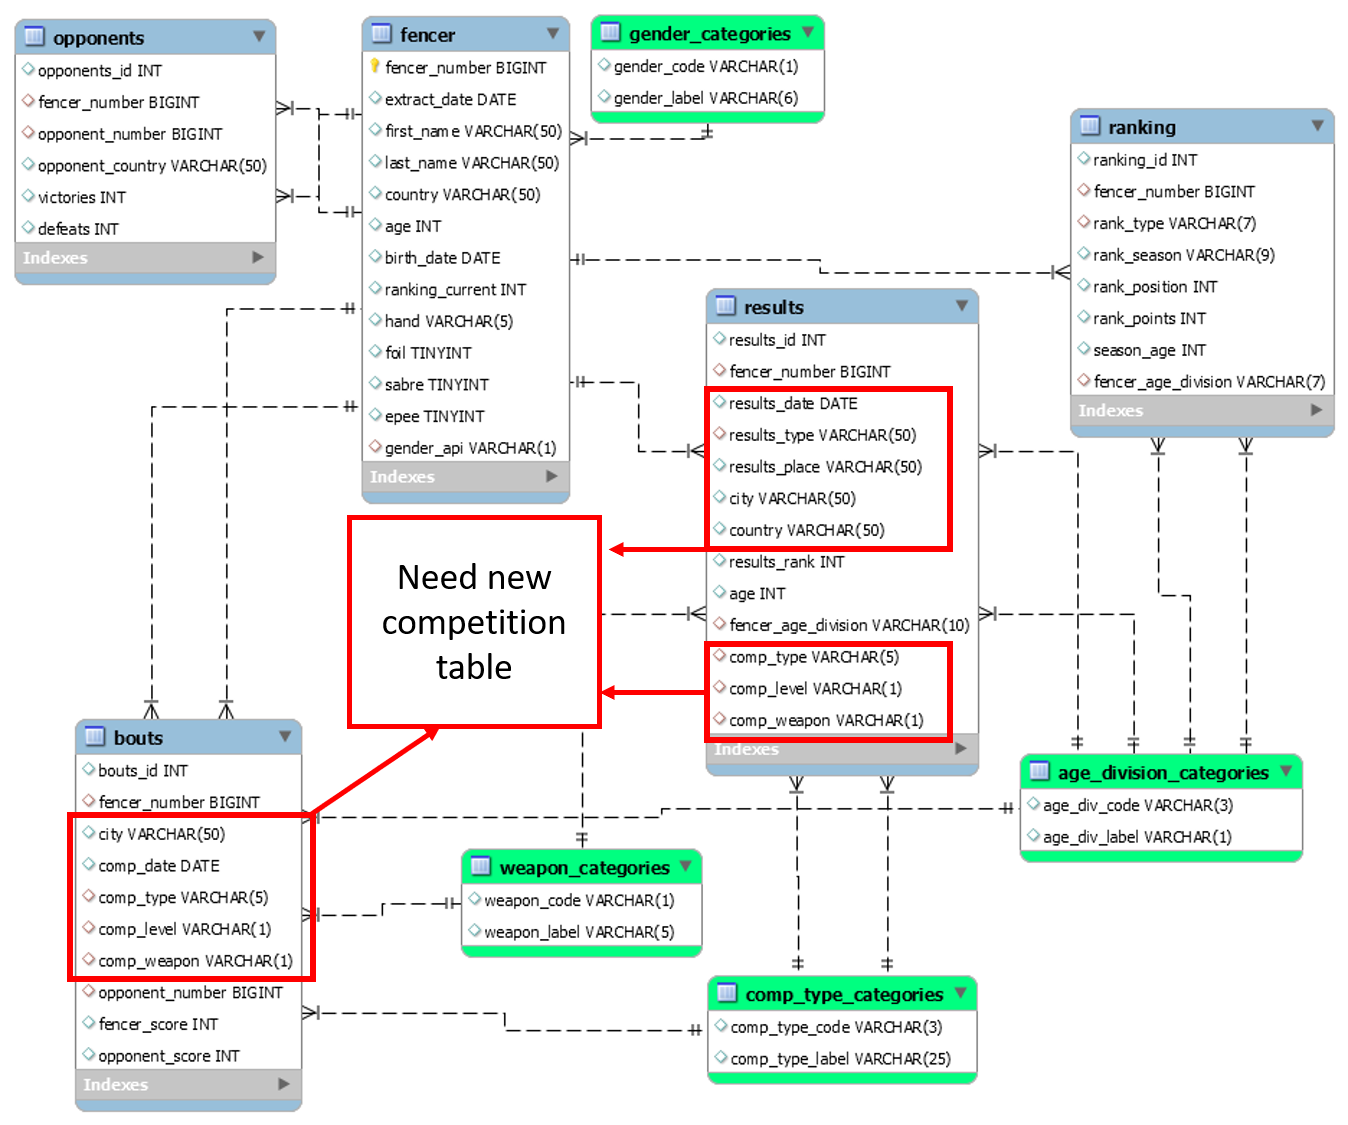 opponents
opponents_id INT
fencer_number BIGINT
opponent_number BIGINT
opponent_country VARCHAR(50)
victories INT
defeats INT
Indexes
fencer
fencer_number BIGINT
extract_date DATE
first_name VARCHAR(50)
last_name VARCHAR(50)
country VARCHAR(50)
age INT
birth_date DATE
ranking_current INT
hand VARCHAR(5)
foil TINYINT
sabre TINYINT
epee TINYINT
gender_api VARCHAR(1)
Indexes
gender_categories
gender_code VARCHAR(1)
gender_label VARCHAR(6)
ranking
ranking_id INT
fencer_number BIGINT
rank_type VARCHAR(7)
rank_season VARCHAR(9)
rank_position INT
rank_points INT
season_age INT
fencer_age_division VARCHAR(7)
Indexes
results
results_id INT
fencer_number BIGINT
results_date DATE
results_type VARCHAR(50)
results_place VARCHAR(50)
city VARCHAR(50)
country VARCHAR(50)
results_rank INT
age INT
fencer_age_division VARCHAR(10)
comp_type VARCHAR(5)
comp_level VARCHAR(1)
comp_weapon VARCHAR(1)
Indexes
Need new
competition
table
bouts
bouts_id INT
fencer_number BIGINT
city VARCHAR(50)
comp_date DATE
comp_type VARCHAR(5)
comp_level VARCHAR(1)
comp_weapon VARCHAR(1)
opponent_number BIGINT
fencer_score INT
opponent_score INT
Indexes
weapon_categories
weapon_code VARCHAR(1)
weapon_label VARCHAR(5)
age_division_categories
age_div_code VARCHAR(3)
age_div_label VARCHAR(1)
comp_type_categories
comp_type_code VARCHAR(3)
comp_type_label VARCHAR(25)